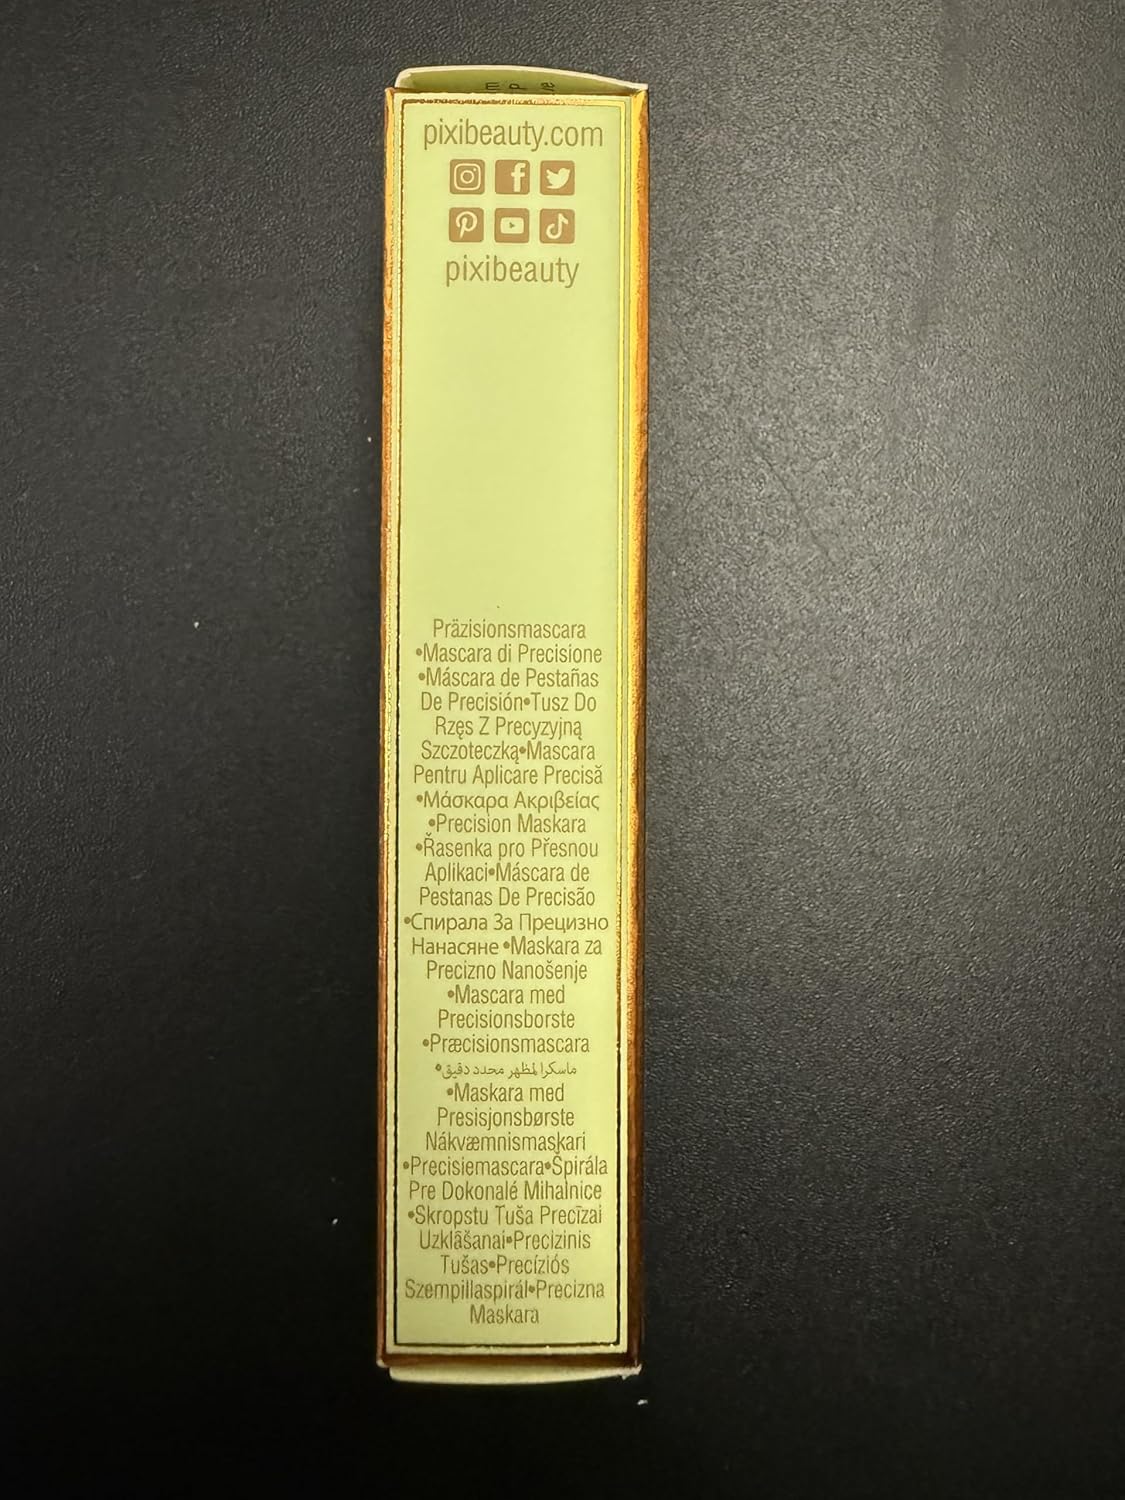 pixibeauty.com
pixibeauty
Präzisionsmascara
•Mascara di Precisione
•Máscara de Pestañas
De Precisión•Tusz Do
Rzęs Z Precyzyjną
Szczoteczką•Mascara
Pentru Aplicare Precisă
•Μάσκαρα Ακριβείας
•Precision Maskara
•Řasenka pro Přesnou
Aplikaci•Máscara de
Pestanas De Precisão
•Спирала За Прецизно
Нанасяне •Maskara za
Precizno Nanošenje
•Mascara med
Precisionsborste
•Præcisionsmascara
ماسكرا لمظهر محدد دقيق•
•Maskara med
Presisjonsbørste
Nákvæmnismaskari
•Precisiemascara•Špirála
Pre Dokonalé Mihalnice
•Skropstu Tuša Precīzai
Uzklāšanai•Precizinis
Tušas•Precíziós
Szempillaspirál•Precizna
Maskara